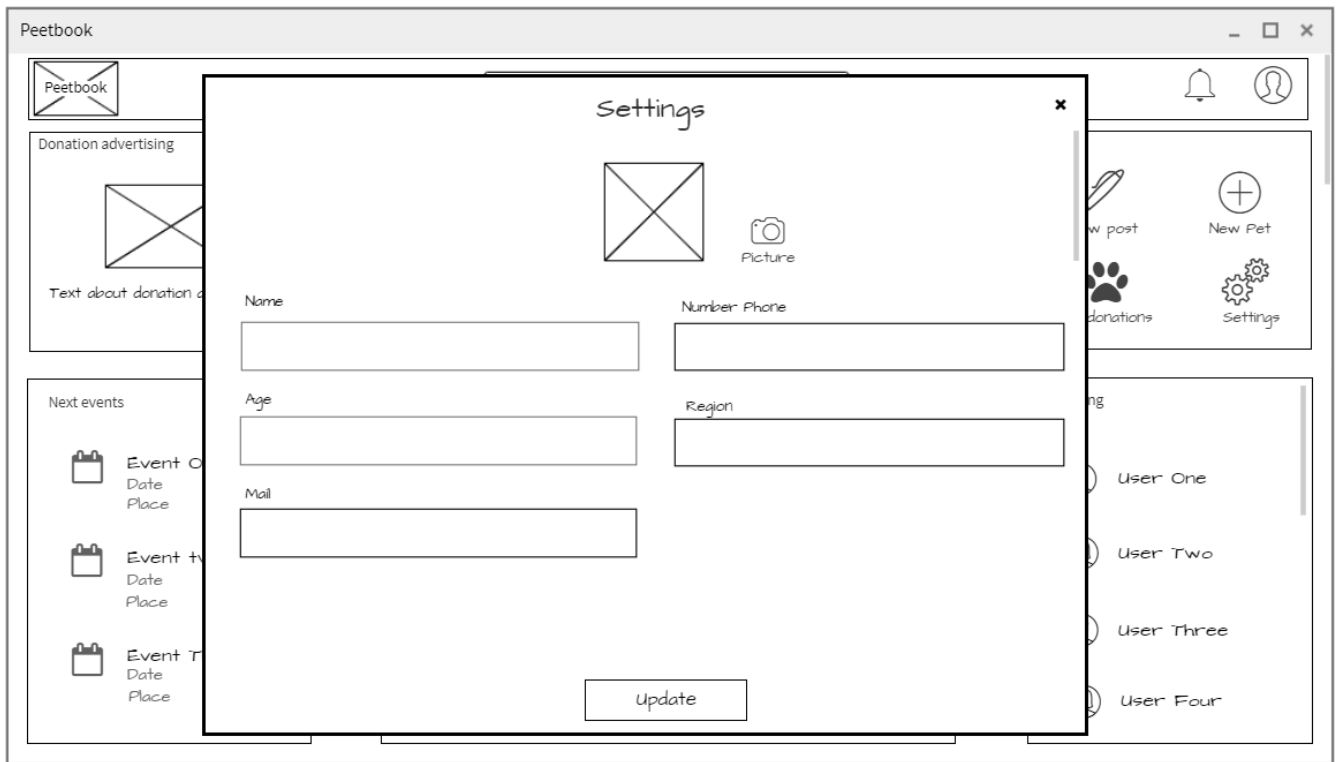 Peetbook
Peetbook
Donation advertising
Text about donation
Next events
Event
Date
Place
Event
Date
Place
Event
Date
Place
Settings
Picture
Name
Number Phone
Age
Region
Mail
Update
post
New Pet
donations
Settings
User One
User Two
User Three
User Four